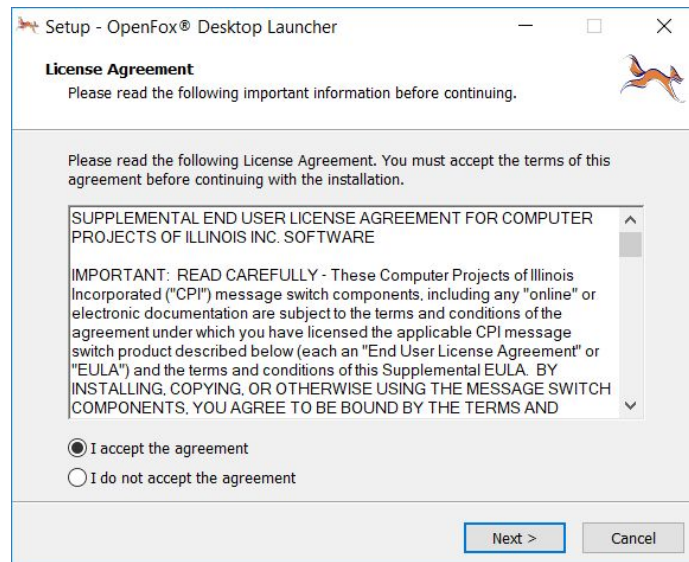 Setup - OpenFox® Desktop Launcher
License Agreement
Please read the following important information before continuing.
Please read the following License Agreement. You must accept the terms of this
agreement before continuing with the installation.
SUPPLEMENTAL END USER LICENSE AGREEMENT FOR COMPUTER
PROJECTS OF ILLINOIS INC. SOFTWARE
IMPORTANT:  READ CAREFULLY - These Computer Projects of Illinois
Incorporated ("CPI") message switch components, including any "online" or
electronic documentation are subject to the terms and conditions of the
agreement under which you have licensed the applicable CPI message
switch product described below (each an "End User License Agreement" or
"EULA") and the terms and conditions of this Supplemental EULA.  BY
INSTALLING, COPYING, OR OTHERWISE USING THE MESSAGE SWITCH
COMPONENTS, YOU AGREE TO BE BOUND BY THE TERMS AND
I accept the agreement
I do not accept the agreement
Next >
Cancel